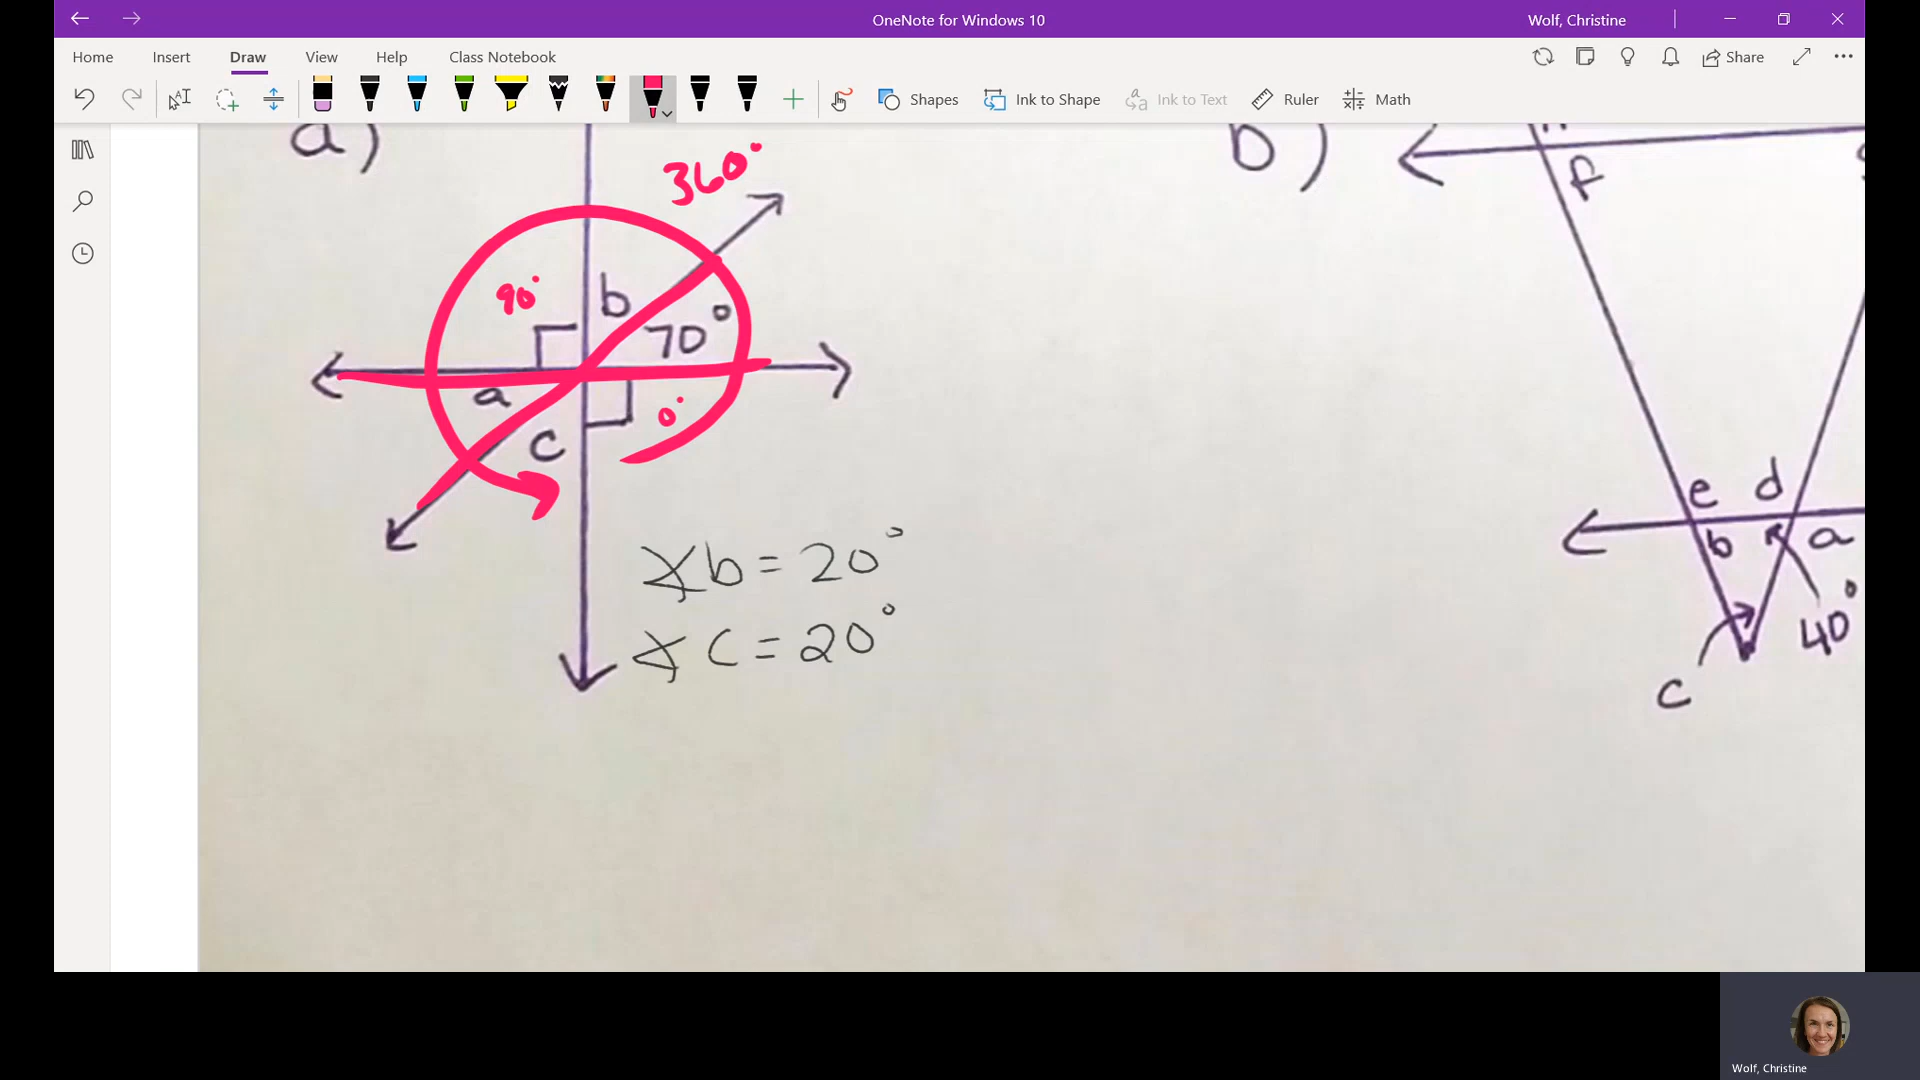 OneNote for Windows 10
Wolf, Christine
Home
Insert
Draw
View
Help
Class Notebook
Share
Shapes
Ink to Shape
Ink to Text
Ruler
Math
a)
360°
90°
b
70°
a
0°
c
∡b = 20°
∡c = 20°
b)
f
e
d
b
a
40°
c
Wolf, Christine